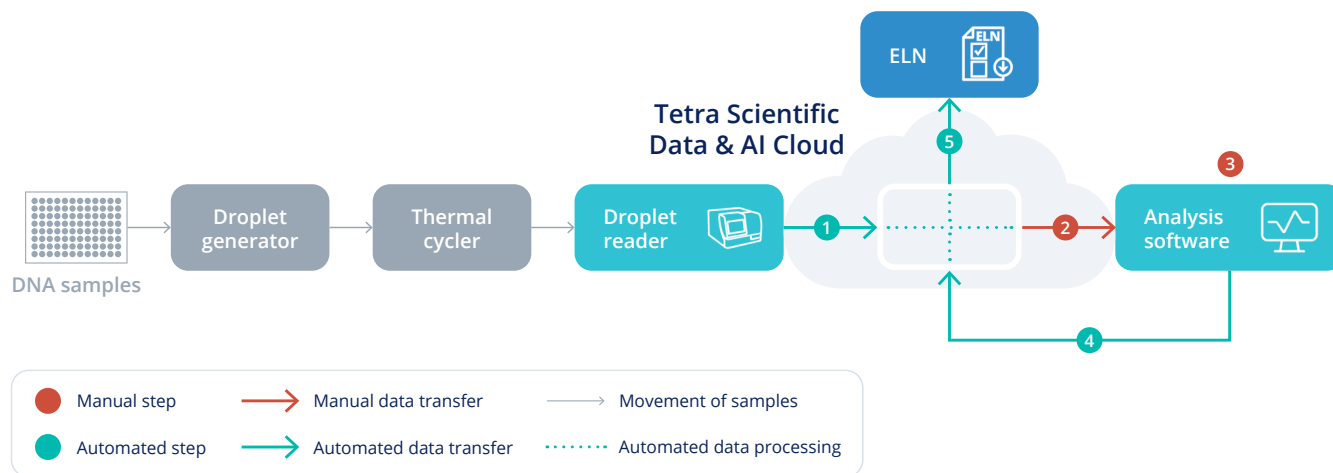 ELN
ELN
Tetra Scientific
Data & AI Cloud
5
3
Droplet
generator
Thermal
cycler
Droplet
reader
1
2
Analysis
software
DNA samples
4
Manual step
Manual data transfer
Movement of samples
Automated step
Automated data transfer
Automated data processing